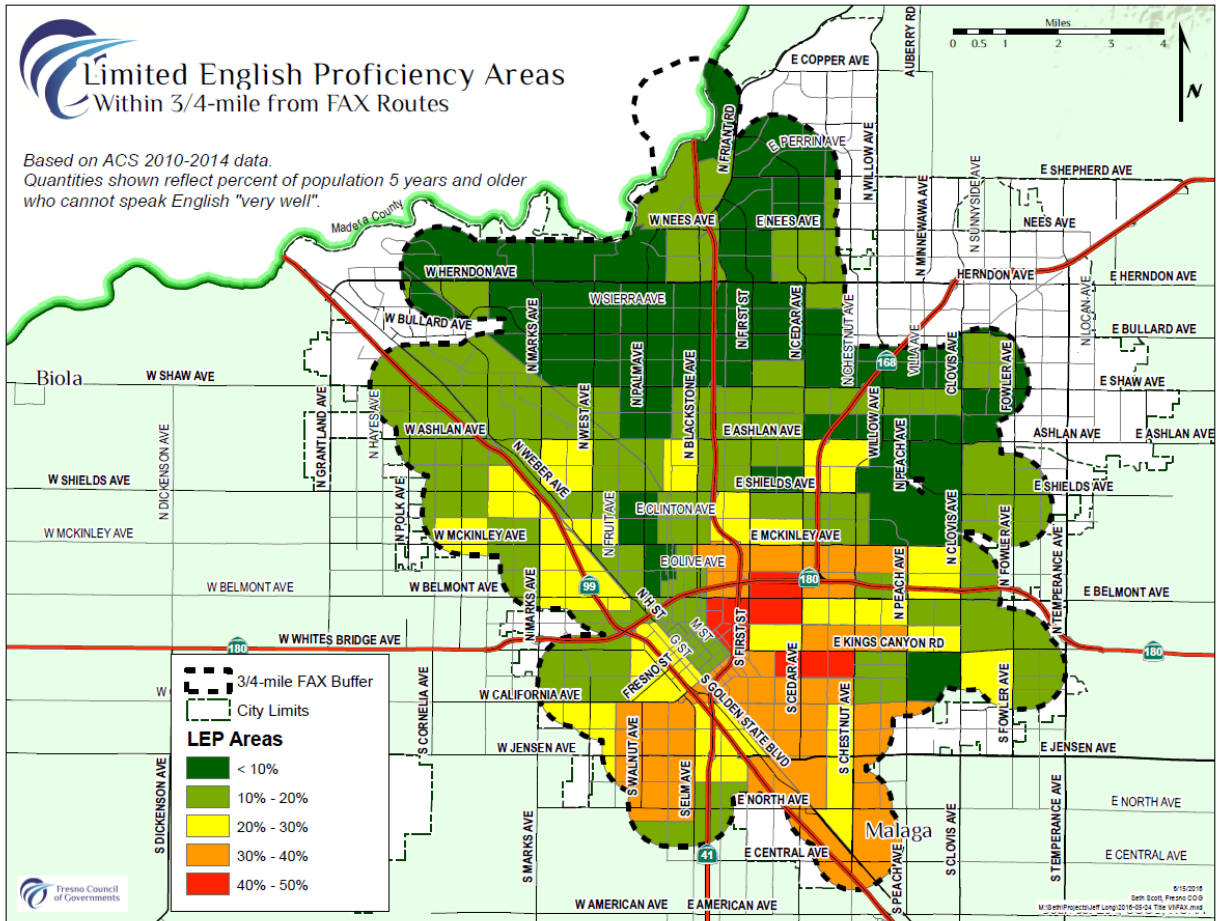 Limited English Proficiency Areas
Within 3/4-mile from FAX Routes
Based on ACS 2010-2014 data.
Quantities shown reflect percent of population 5 years and older
who cannot speak English "very well".
Miles
0 0.5 1 2 3 4
N
AUBERRY RD
E COPPER AVE
N FRIANT RD
E PERRIN AVE
N WILLOW AVE
E SHEPHERD AVE
N SUNNYSIDE AVE
N MINNEWAWA AVE
Madera County
W NEES AVE
E NEES AVE
NEES AVE
W HERNDON AVE
HERNDON AVE
E HERNDON AVE
W SIERRA AVE
N LOCAN AVE
W BULLARD AVE
E BULLARD AVE
N MARKS AVE
N PALM AVE
N FIRST ST
N CEDAR AVE
N CHESTNUT AVE
VILLA AVE
CLOVIS AVE
FOWLER AVE
168
Biola
W SHAW AVE
E SHAW AVE
N GRANTLAND AVE
N HAYES AVE
N WEST AVE
N BLACKSTONE AVE
WILLOW AVE
N PEACH AVE
W ASHLAN AVE
E ASHLAN AVE
ASHLAN AVE
E ASHLAN AVE
N DICKENSON AVE
N WEBER AVE
W SHIELDS AVE
E SHIELDS AVE
E SHIELDS AVE
N POLK AVE
N FRUIT AVE
E CLINTON AVE
N CLOVIS AVE
W MCKINLEY AVE
W MCKINLEY AVE
E MCKINLEY AVE
N FOWLER AVE
N TEMPERANCE AVE
E OLIVE AVE
W BELMONT AVE
W BELMONT AVE
99
180
N PEACH AVE
E BELMONT AVE
N MARKS AVE
N H ST
M ST
G ST
S FIRST ST
W WHITES BRIDGE AVE
E KINGS CANYON RD
180
180
FRESNO ST
S CEDAR AVE
W CALIFORNIA AVE
S GOLDEN STATE BLVD
S CORNELIA AVE
S CHESTNUT AVE
S FOWLER AVE
W JENSEN AVE
E JENSEN AVE
S WALNUT AVE
S ELM AVE
S DICKENSON AVE
S MARKS AVE
E NORTH AVE
E NORTH AVE
Malaga
S CLOVIS AVE
S TEMPERANCE AVE
41
E CENTRAL AVE
E CENTRAL AVE
S PEACH AVE
W AMERICAN AVE
E AMERICAN AVE
3/4-mile FAX Buffer
City Limits
LEP Areas
< 10%
10% - 20%
20% - 30%
30% - 40%
40% - 50%
Fresno Council
of Governments
6/15/2016
Seth Scott, Fresno COG